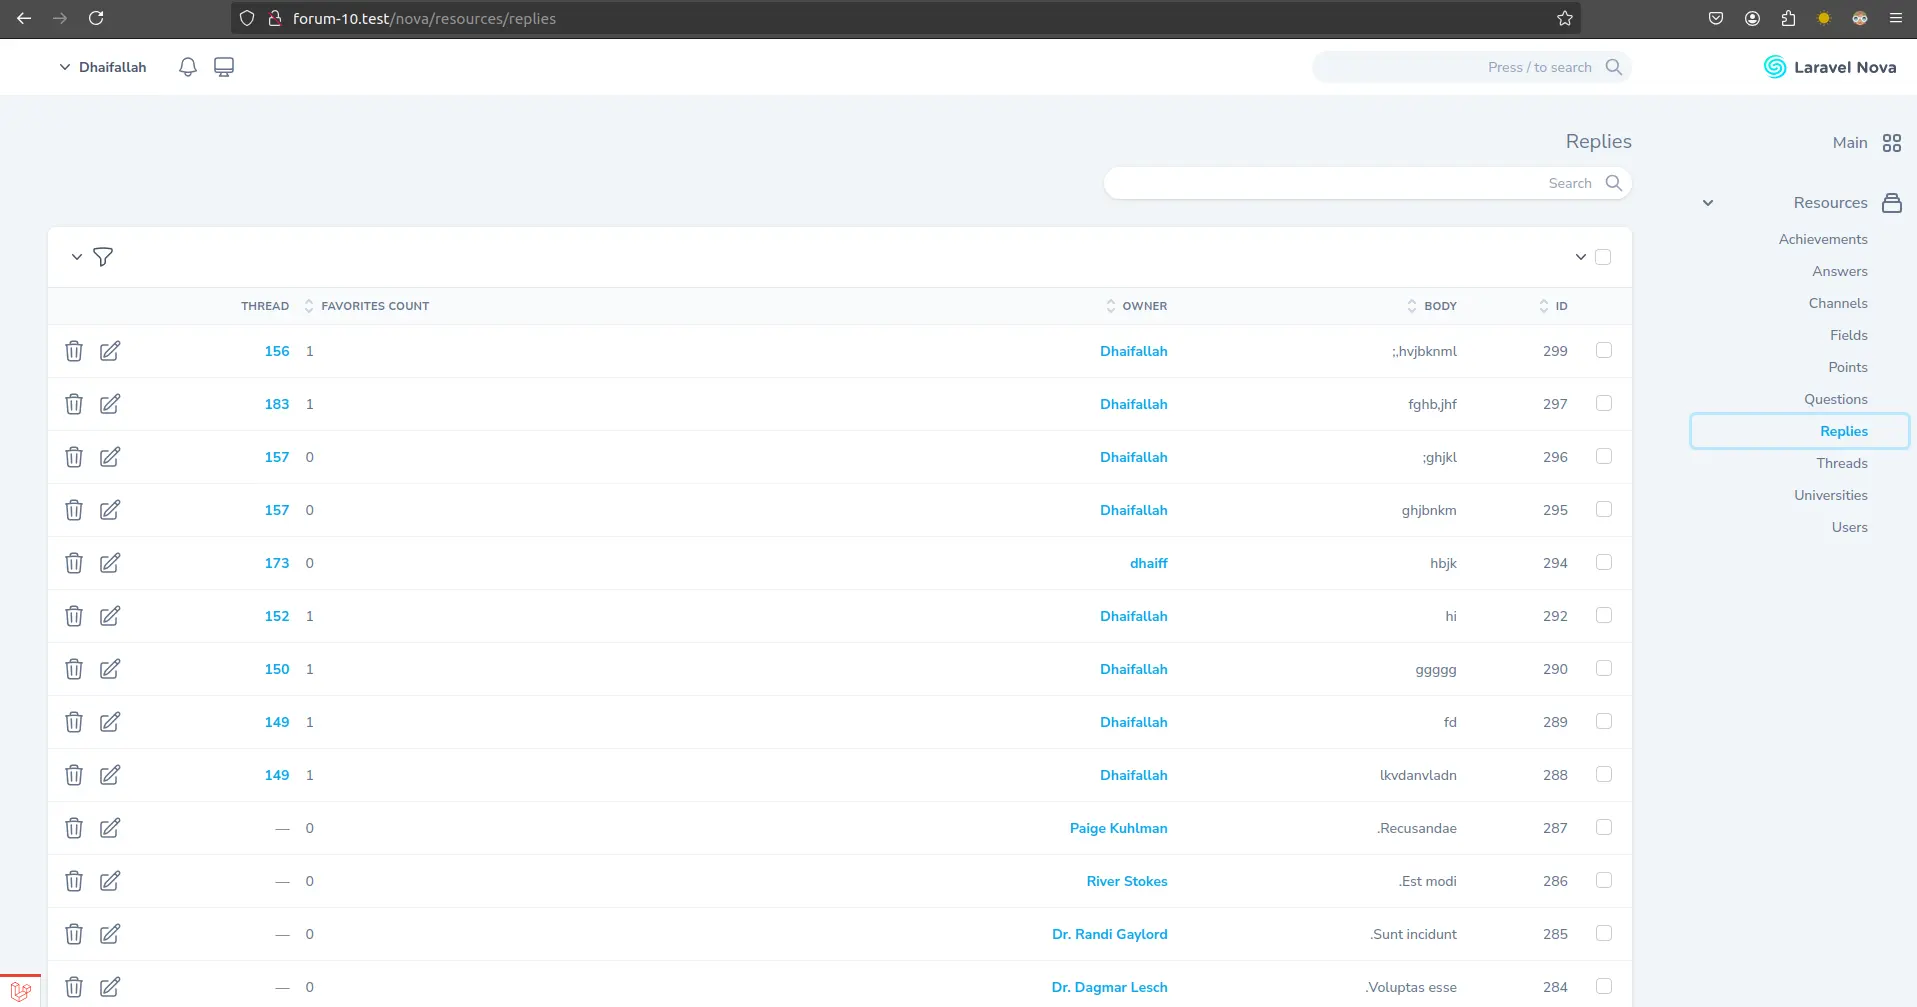 forum-10.test/nova/resources/replies
Dhaifallah
Press / to search
Laravel Nova
Replies
Search
Main
Resources
Achievements
Answers
Channels
Fields
Points
Questions
Replies
Threads
Universities
Users
THREAD FAVORITES COUNT OWNER BODY ID
156 1 Dhaifallah ;,hvjbknml 299
183 1 Dhaifallah fghb,jhf 297
157 0 Dhaifallah ;ghjkl 296
157 0 Dhaifallah ghjbnkm 295
173 0 dhaiff hbjk 294
152 1 Dhaifallah hi 292
150 1 Dhaifallah ggggg 290
149 1 Dhaifallah fd 289
149 1 Dhaifallah lkvdanvladn 288
— 0 Paige Kuhlman .Recusandae 287
— 0 River Stokes .Est modi 286
— 0 Dr. Randi Gaylord .Sunt incidunt 285
— 0 Dr. Dagmar Lesch .Voluptas esse 284